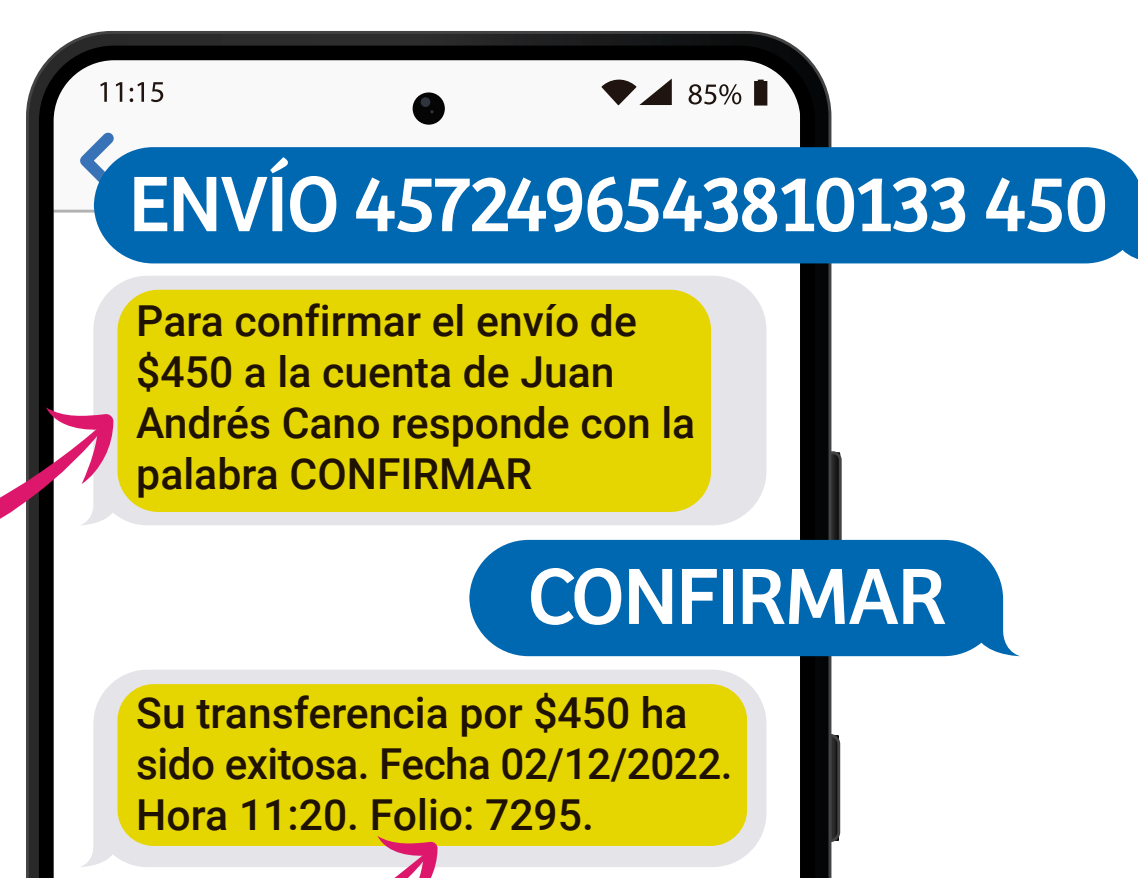 11:15
85%
ENVÍO 4572496543810133 450
Para confirmar el envío de
$450 a la cuenta de Juan
Andrés Cano responde con la
palabra CONFIRMAR
CONFIRMAR
Su transferencia por $450 ha
sido exitosa. Fecha 02/12/2022.
Hora 11:20. Folio: 7295.